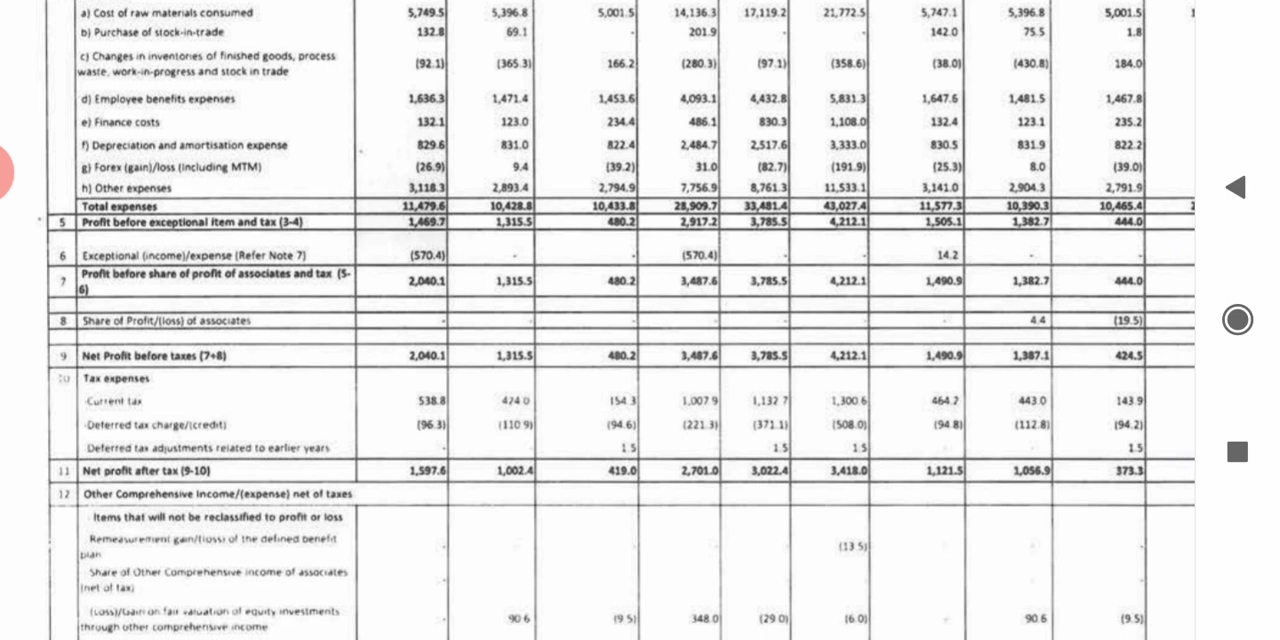 a) Cost of raw materials consumed 5,749.5 5,396.8 5,001.5 14,136.3 17,119.2 21,772.5 5,747.1 5,396.8 5,001.5
b) Purchase of stock-in-trade 132.8 69.1 - 201.9 - - 142.0 75.5 1.8
c) Changes in inventories of finished goods, process
waste, work-in-progress and stock in trade (92.1) (365.3) 166.2 (280.3) (97.1) (358.6) (38.0) (430.8) 184.0
d) Employee benefits expenses 1,636.3 1,471.4 1,453.6 4,093.1 4,432.8 5,831.3 1,647.6 1,481.5 1,467.8
e) Finance costs 132.1 123.0 234.4 486.1 830.3 1,108.0 132.4 123.1 235.2
f) Depreciation and amortisation expense 829.6 831.0 822.4 2,484.7 2,517.6 3,333.0 830.5 831.9 822.2
g) Forex (gain)/loss (Including MTM) (26.9) 9.4 (39.2) 31.0 (82.7) (191.9) (25.3) 8.0 (39.0)
h) Other expenses 3,118.3 2,893.4 2,794.9 7,756.9 8,761.3 11,533.1 3,141.0 2,904.3 2,791.9
Total expenses 11,479.6 10,428.8 10,433.8 28,909.7 33,481.4 43,027.4 11,577.3 10,390.3 10,465.4
5 Profit before exceptional item and tax (3-4) 1,469.7 1,315.5 480.2 2,917.2 3,785.5 4,212.1 1,505.1 1,382.7 444.0
6 Exceptional (income)/expense (Refer Note 7) (570.4) - - (570.4) - - 14.2 - -
7 Profit before share of profit of associates and tax (5-
6) 2,040.1 1,315.5 480.2 3,487.6 3,785.5 4,212.1 1,490.9 1,382.7 444.0
8 Share of Profit/(loss) of associates - - - - - - - 4.4 (19.5)
9 Net Profit before taxes (7+8) 2,040.1 1,315.5 480.2 3,487.6 3,785.5 4,212.1 1,490.9 1,387.1 424.5
10 Tax expenses
-Current tax 538.8 424.0 154.3 1,007.9 1,132.7 1,300.6 464.2 443.0 143.9
-Deferred tax charge/(credit) (96.3) (110.9) (94.6) (221.3) (371.1) (508.0) (94.8) (112.8) (94.2)
Deferred tax adjustments related to earlier years - - 1.5 - 1.5 1.5 - - 1.5
11 Net profit after tax (9-10) 1,597.6 1,002.4 419.0 2,701.0 3,022.4 3,418.0 1,121.5 1,056.9 373.3
12 Other Comprehensive Income/(expense) net of taxes
Items that will not be reclassified to profit or loss
Remeasurement gain/(loss) of the defined benefit
plan - - - - - (13.5) - - -
Share of Other Comprehensive income of associates
(net of tax) -
(Loss)/Gain on fair valuation of equity investments
through other comprehensive income - 90.6 (9.5) 348.0 (29.0) (6.0) - 90.6 (9.5)